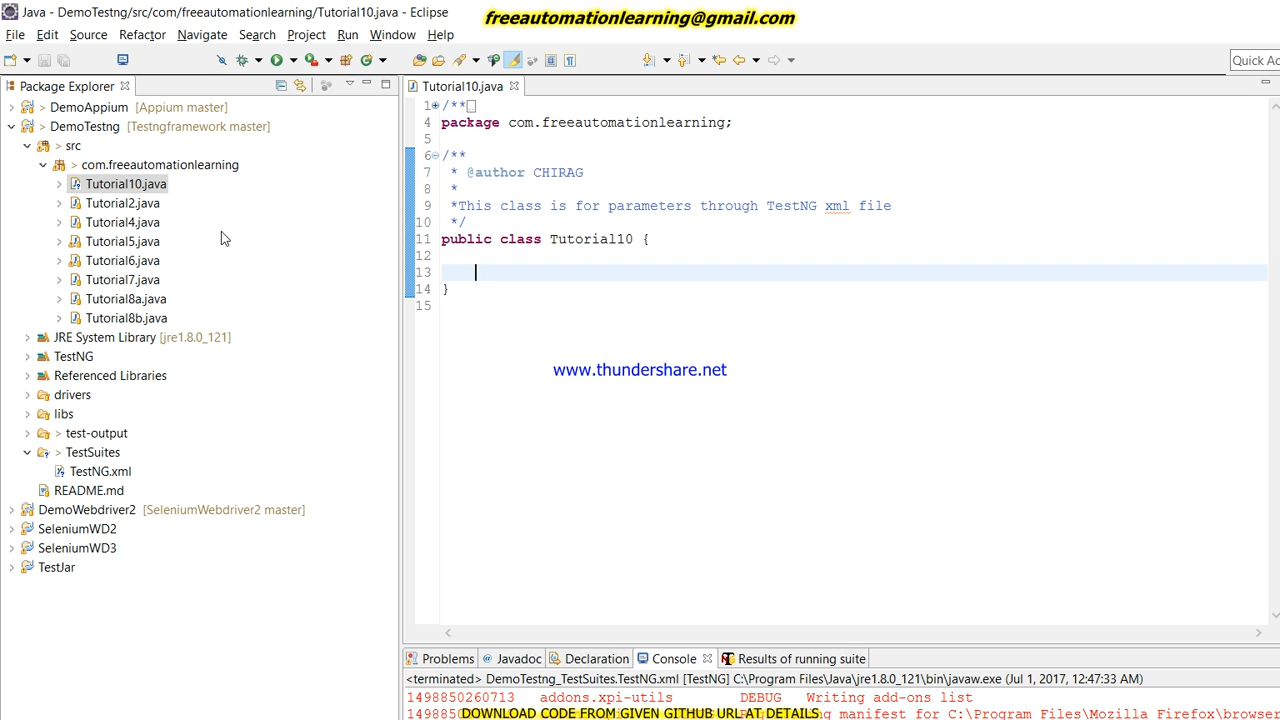 Java - DemoTestng/src/com/freeautomationlearning/Tutorial10.java - Eclipse
freeautomationlearning@gmail.com
File Edit Source Refactor Navigate Search Project Run Window Help
Quick Ac
Package Explorer
Tutorial10.java
> DemoAppium [Appium master]
> DemoTestng [Testngframework master]
> src
> com.freeautomationlearning
Tutorial10.java
Tutorial2.java
Tutorial4.java
Tutorial5.java
Tutorial6.java
Tutorial7.java
Tutorial8a.java
Tutorial8b.java
JRE System Library [jre1.8.0_121]
TestNG
Referenced Libraries
drivers
libs
> test-output
> TestSuites
TestNG.xml
README.md
DemoWebdriver2 [SeleniumWebdriver2 master]
SeleniumWD2
SeleniumWD3
TestJar
1 /**
4 package com.freeautomationlearning;
5
6 /**
7 * @author CHIRAG
8 *
9 *This class is for parameters through TestNG xml file
10 */
11 public class Tutorial10 {
12
13
14 }
15
www.thundershare.net
Problems @ Javadoc Declaration Console Results of running suite
<terminated> DemoTestng_TestSuites.TestNG.xml [TestNG] C:\Program Files\Java\jre1.8.0_121\bin\javaw.exe (Jul 1, 2017, 12:47:33 AM)
1498850260713 addons.xpi-utils DEBUG Writing add-ons list
DOWNLOAD CODE FROM GIVEN GITHUB URL AT DETAILS
manifest for C:\Program Files\Mozilla Firefox\browser